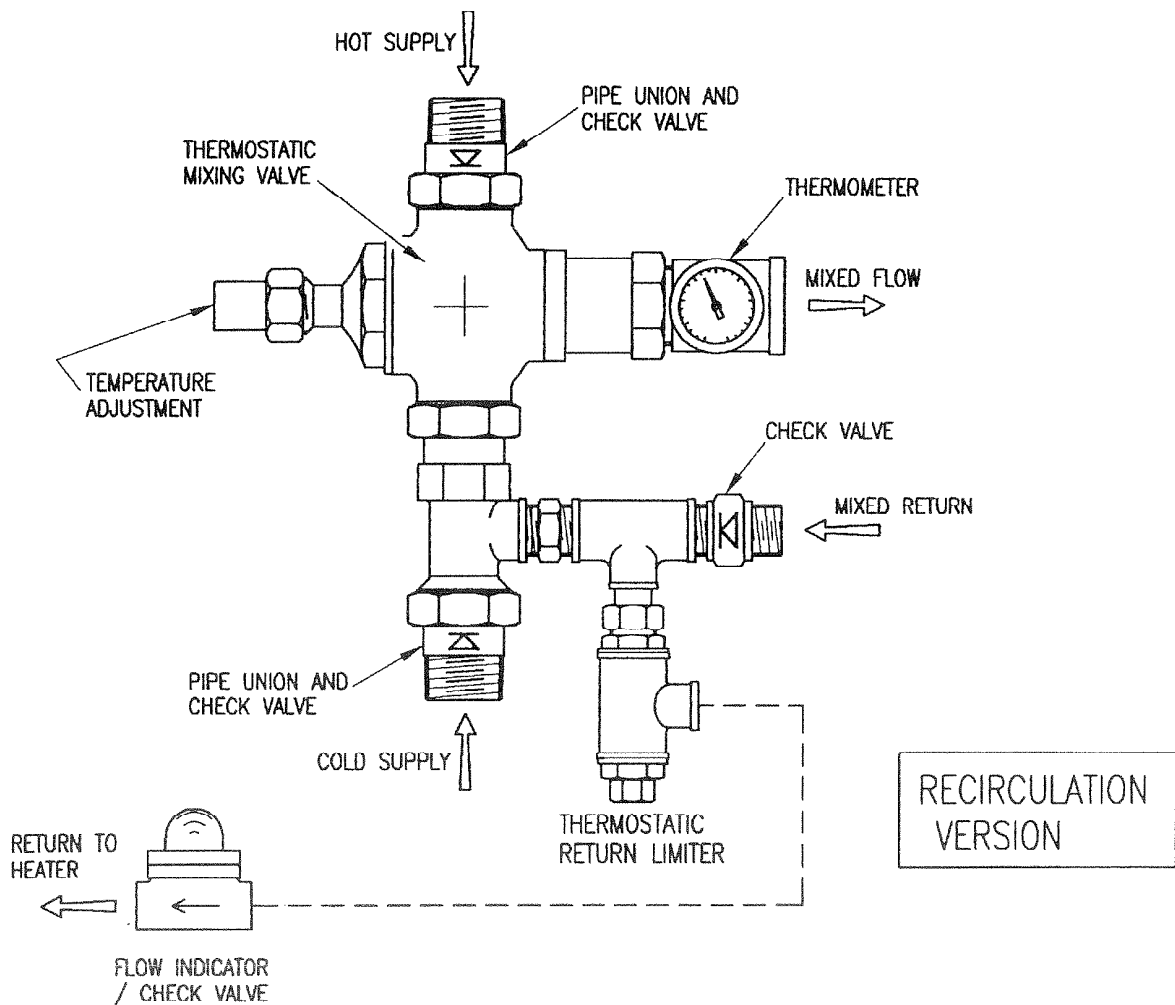 HOT SUPPLY
PIPE UNION AND
CHECK VALVE
THERMOSTATIC
MIXING VALVE
THERMOMETER
MIXED FLOW
TEMPERATURE
ADJUSTMENT
CHECK VALVE
MIXED RETURN
PIPE UNION AND
CHECK VALVE
COLD SUPPLY
THERMOSTATIC
RETURN LIMITER
RECIRCULATION
VERSION
RETURN TO
HEATER
FLOW INDICATOR
/ CHECK VALVE